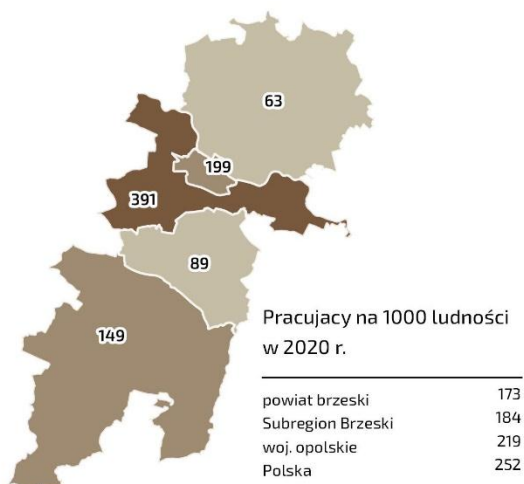 63
199
391
89
149
Pracujacy na 1000 ludności
w 2020 r.
powiat brzeski 173
Subregion Brzeski 184
woj. opolskie 219
Polska 252